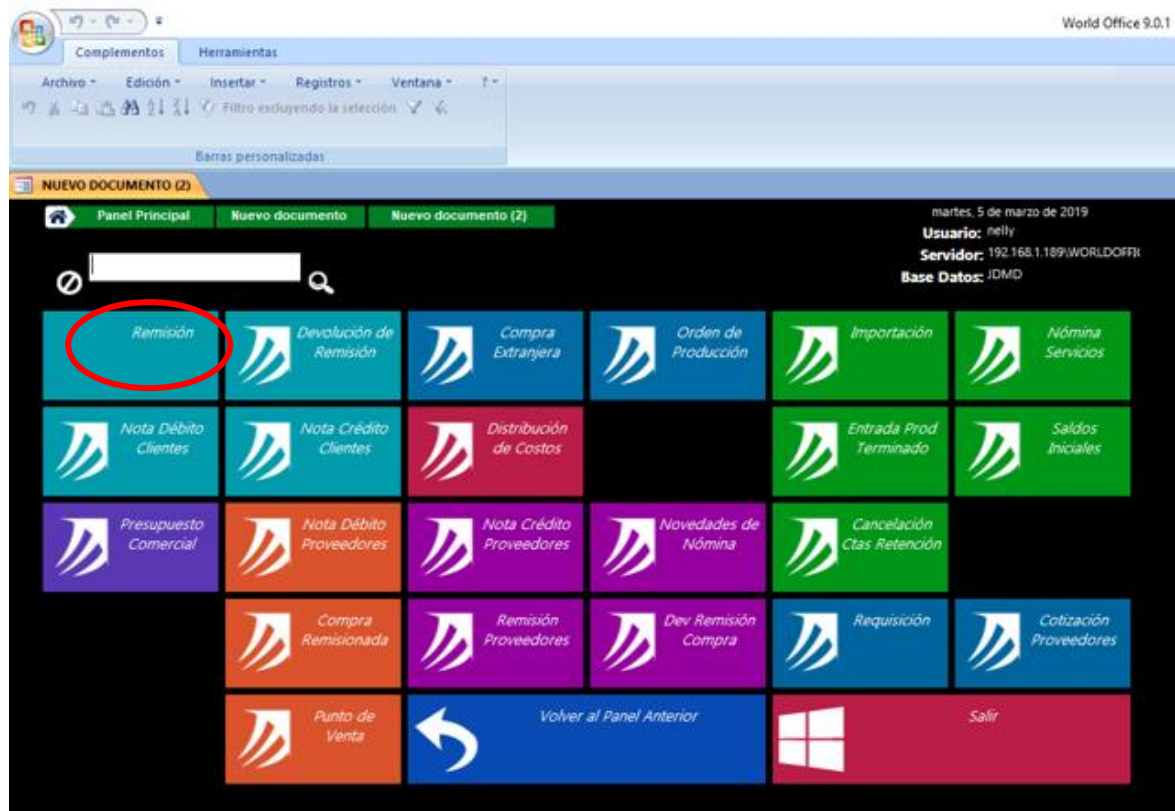 World Office 9.0.1
Complementos Herramientas
Archivo Edición Insertar Registros Ventana ?
Filtro excluyendo la selección
Barras personalizadas
NUEVO DOCUMENTO (2)
Panel Principal Nuevo documento Nuevo documento (2)
martes, 5 de marzo de 2019
Usuario: nelly
Servidor: 192.168.1.189\WORLDOFFI
Base Datos: JDMD
Remisión
Devolución de
Remisión
Compra
Extranjera
Orden de
Producción
Importación
Nómina
Servicios
Nota Débito
Clientes
Nota Crédito
Clientes
Distribución
de Costos
Entrada Prod
Terminado
Saldos
Iniciales
Presupuesto
Comercial
Nota Débito
Proveedores
Nota Crédito
Proveedores
Novedades de
Nómina
Cancelación
Ctas Retención
Compra
Remisionada
Remisión
Proveedores
Dev Remisión
Compra
Requisición
Cotización
Proveedores
Punto de
Venta
Volver al Panel Anterior
Salir